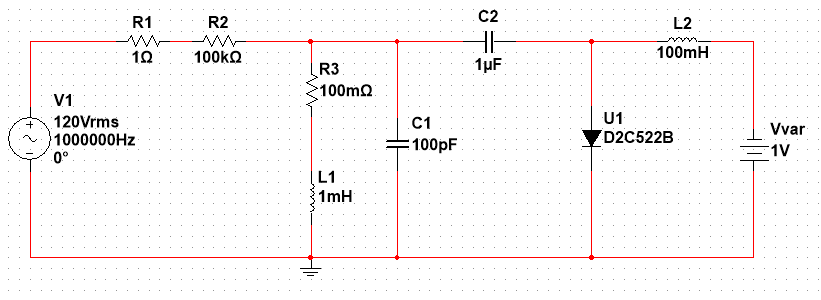 R1
1Ω
R2
100kΩ
C2
1µF
L2
100mH
R3
100mΩ
V1
120Vrms
1000000Hz
0°
C1
100pF
U1
D2C522B
Vvar
1V
L1
1mH